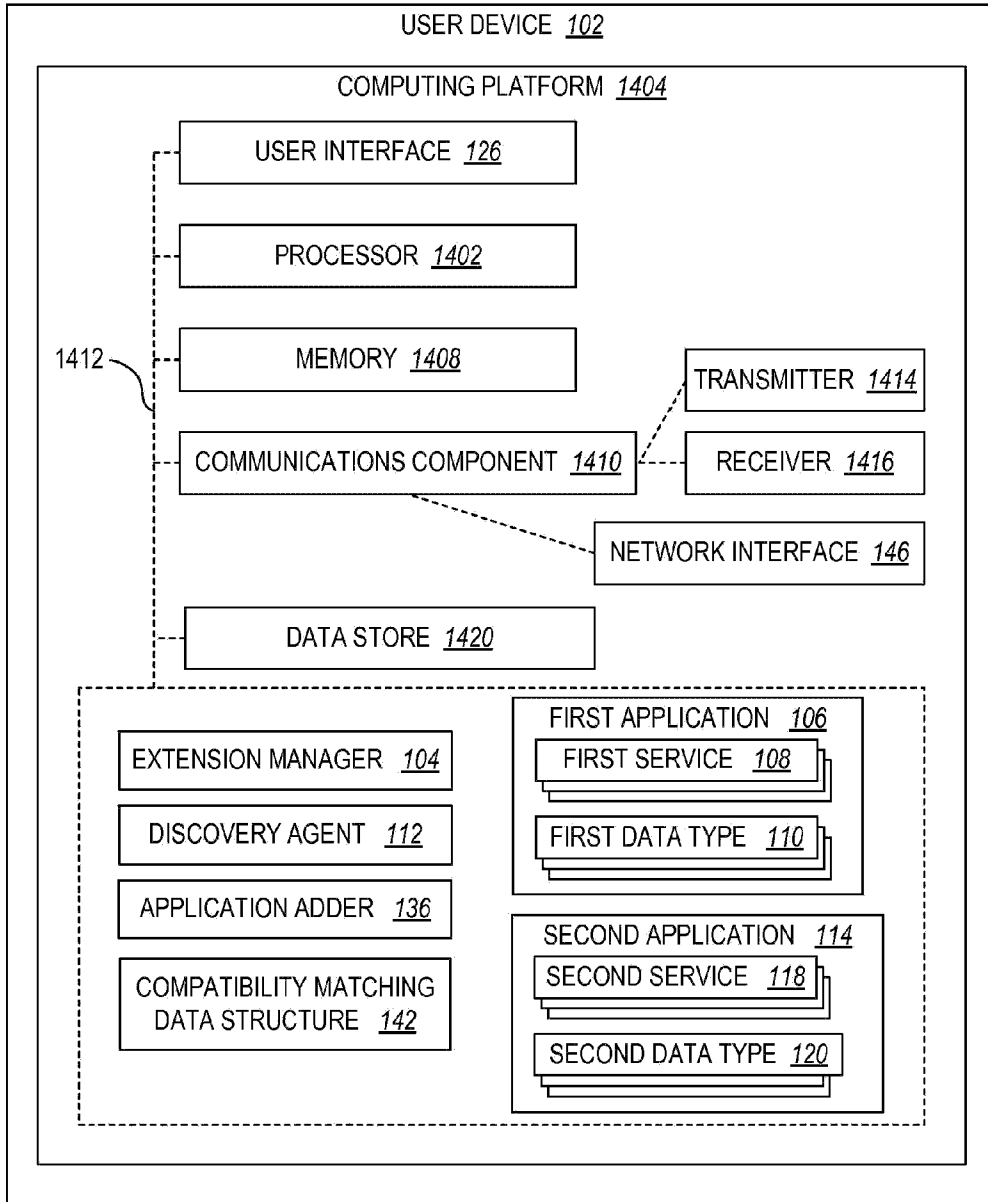 USER DEVICE 102
COMPUTING PLATFORM 1404
USER INTERFACE 126
PROCESSOR 1402
1412
MEMORY 1408
TRANSMITTER 1414
COMMUNICATIONS COMPONENT 1410
RECEIVER 1416
NETWORK INTERFACE 146
DATA STORE 1420
EXTENSION MANAGER 104
DISCOVERY AGENT 112
APPLICATION ADDER 136
COMPATIBILITY MATCHING
DATA STRUCTURE 142
FIRST APPLICATION 106
FIRST SERVICE 108
FIRST DATA TYPE 110
SECOND APPLICATION 114
SECOND SERVICE 118
SECOND DATA TYPE 120